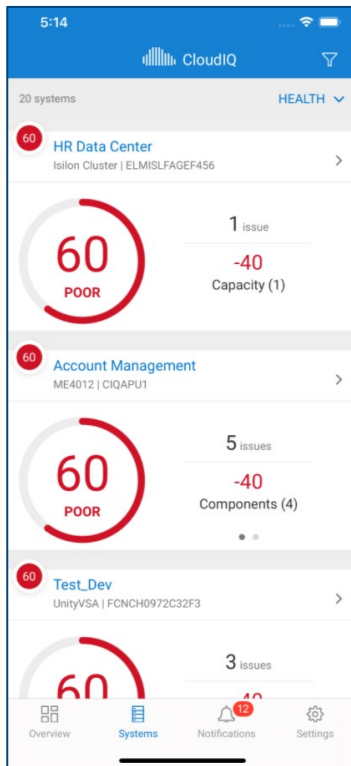 5:14
CloudIQ
20 systems HEALTH
60
HR Data Center
Isilon Cluster | ELMISLFAGEF456
60
POOR
1 issue
-40
Capacity (1)
60
Account Management
ME4012 | CIQAPU1
60
POOR
5 issues
-40
Components (4)
60
Test_Dev
UnityVSA | FCNCH0972C32F3
60
3 issues
-40
12
Overview Systems Notifications Settings